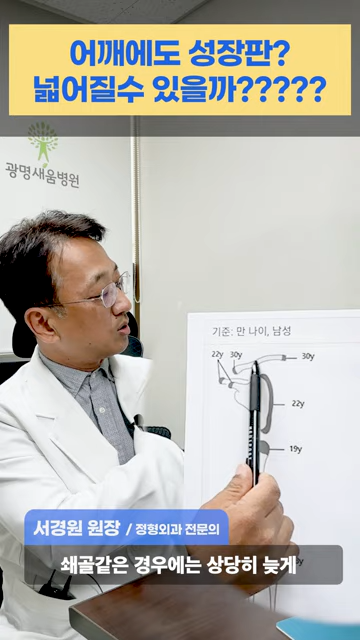 어깨에도 성장판?
넓어질수 있을까?????
광명새움병원
기준: 만 나이, 남성
22y 30y 30y
22y
19y
서경원 원장 / 정형외과 전문의
쇄골같은 경우에는 상당히 늦게